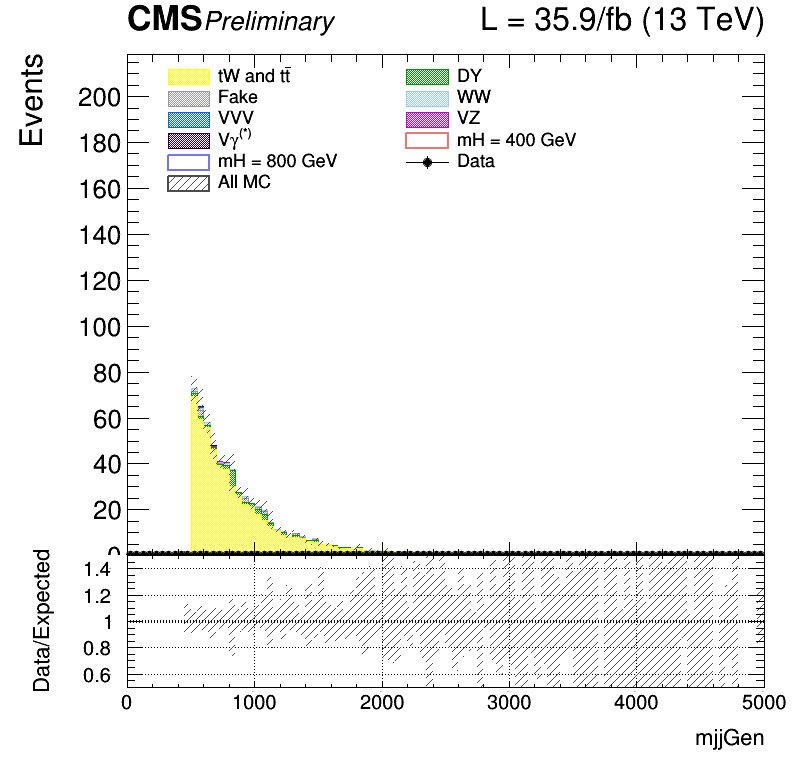 CMS Preliminary L = 35.9/fb (13 TeV)
Events
200
180
160
140
120
100
80
60
40
20
0
tW and tt̄
DY
Fake
WW
VVV
VZ
Vγ(*)
mH = 400 GeV
mH = 800 GeV
Data
All MC
Data/Expected
1.4
1.2
1
0.8
0.6
0 1000 2000 3000 4000 5000
mjjGen